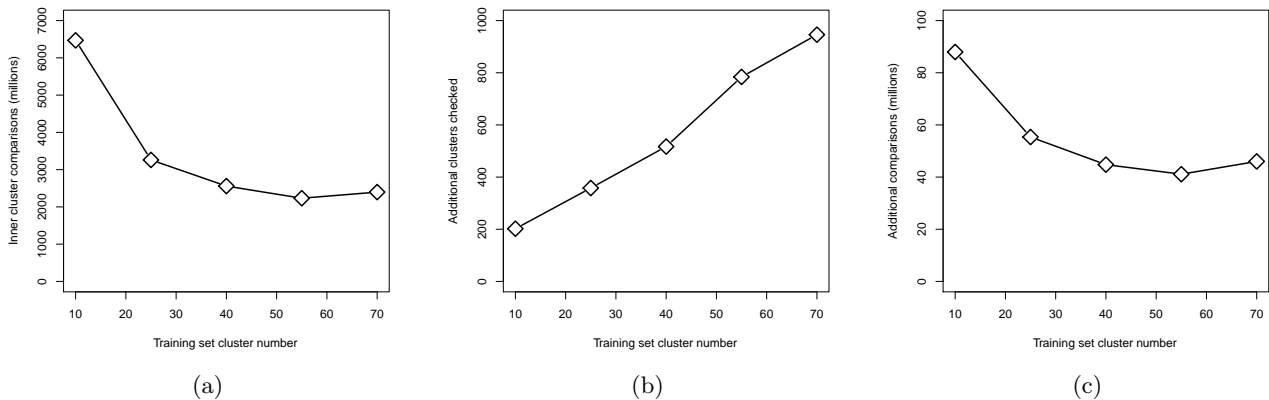 Inner cluster comparisons (millions)
0 1000 2000 3000 4000 5000 6000 7000
10 20 30 40 50 60 70
Training set cluster number
(a)
Additional clusters checked
0 200 400 600 800 1000
10 20 30 40 50 60 70
Training set cluster number
(b)
Additional comparisons (millions)
0 20 40 60 80 100
10 20 30 40 50 60 70
Training set cluster number
(c)